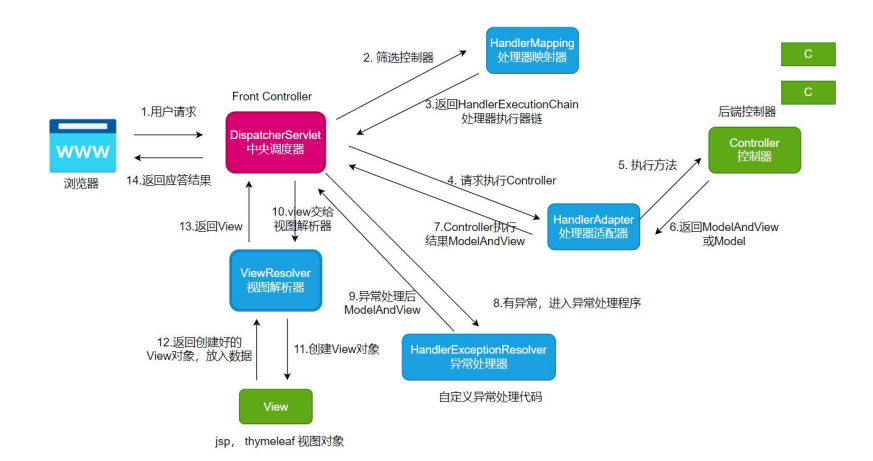 HandlerMapping
处理器映射器
C
2. 筛选控制器
Front Controller
C
1.用户请求
3.返回HandlerExecutionChain
处理器执行器链
后端控制器
DispatcherServlet
中央调度器
Controller
控制器
WWW
5. 执行方法
浏览器
14.返回应答结果
4. 请求执行Controller
10.view交给
视图解析器
13.返回View
7.Controller执行
结果ModelAndView
HandlerAdapter
处理器适配器
6.返回ModelAndView
或Model
ViewResolver
视图解析器
9.异常处理后
ModelAndView
8.有异常，进入异常处理程序
12.返回创建好的
View对象，放入数据
11.创建View对象
HandlerExceptionResolver
异常处理器
自定义异常处理代码
View
jsp， thymeleaf 视图对象